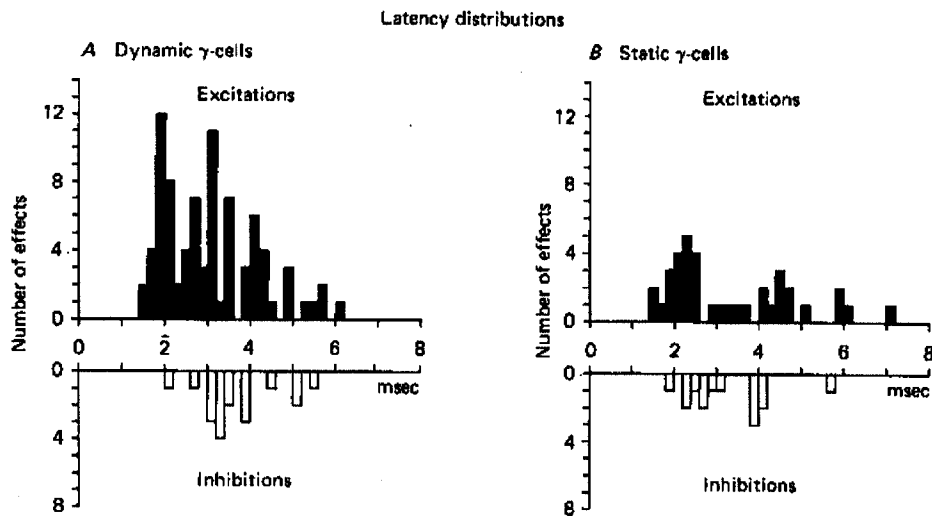 Latency distributions
A Dynamic γ-cells
Excitations
Number of effects
12
8
4
0
0 2 4 6 8
msec
0
4
8
Inhibitions
B Static γ-cells
Excitations
Number of effects
12
8
4
0
0 2 4 6 8
msec
0
4
8
Inhibitions